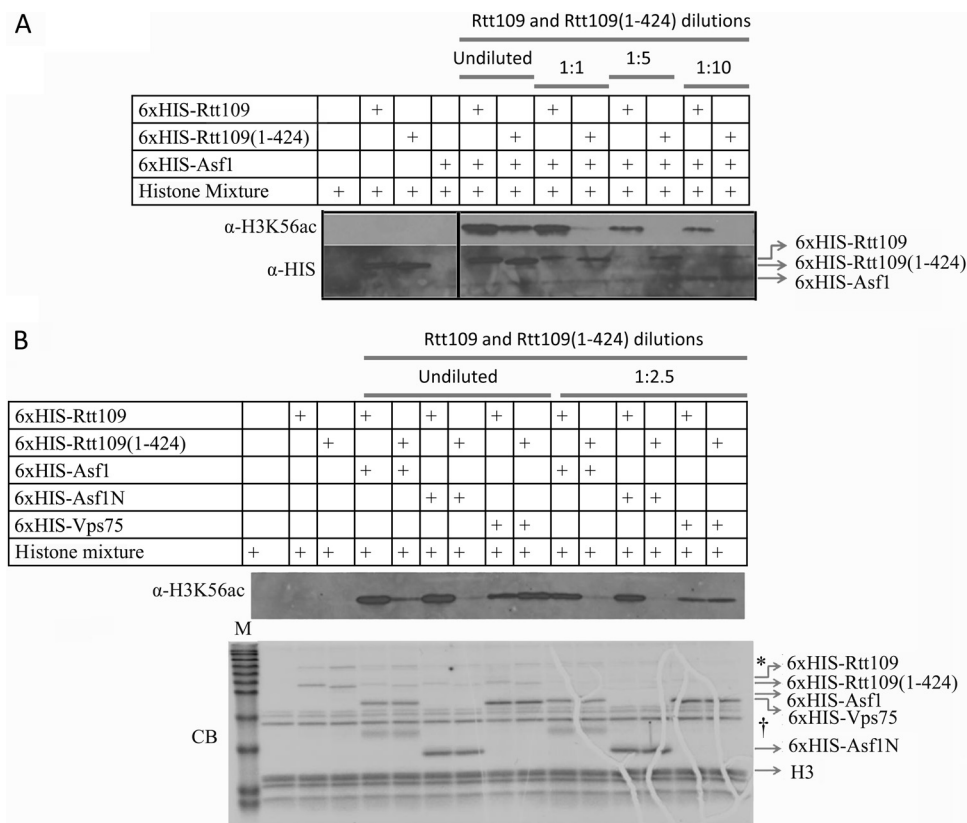 A
Rtt109 and Rtt109(1-424) dilutions
Undiluted 1:1 1:5 1:10
6xHIS-Rtt109 + + + + +
6xHIS-Rtt109(1-424) + + + + +
6xHIS-Asf1 + + + + + + + + +
Histone Mixture + + + + + + + + + + + +
α-H3K56ac
α-HIS
6xHIS-Rtt109
6xHIS-Rtt109(1-424)
6xHIS-Asf1
B
Rtt109 and Rtt109(1-424) dilutions
Undiluted 1:2.5
6xHIS-Rtt109 + + + + + + +
6xHIS-Rtt109(1-424) + + + + + + +
6xHIS-Asf1 + + + +
6xHIS-Asf1N + + + +
6xHIS-Vps75 + + + +
Histone mixture + + + + + + + + + + + + + + +
α-H3K56ac
M
CB
* 6xHIS-Rtt109
6xHIS-Rtt109(1-424)
6xHIS-Asf1
6xHIS-Vps75
†
6xHIS-Asf1N
H3